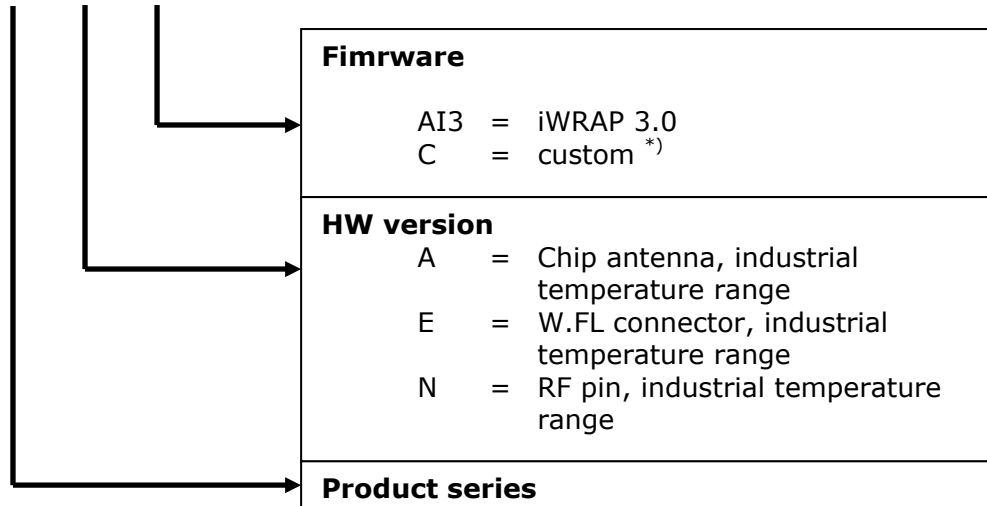 Fimrware
AI3 = iWRAP 3.0
C = custom *)
HW version
A = Chip antenna, industrial
temperature range
E = W.FL connector, industrial
temperature range
N = RF pin, industrial temperature
range
Product series